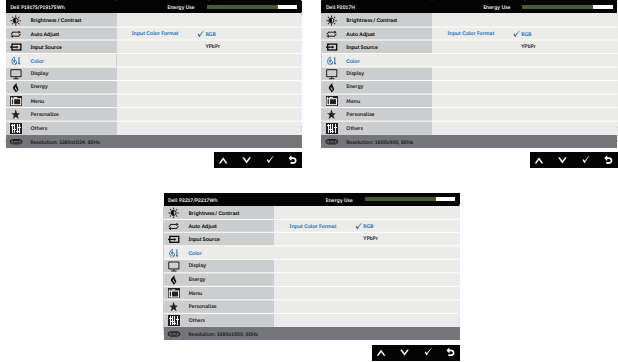 Dell P1917S/P1917SWh Energy Use
Brightness / Contrast
Auto Adjust Input Color Format ✓ RGB
Input Source YPbPr
Color
Display
Energy
Menu
Personalize
Others
Resolution: 1280x1024, 60Hz
Dell P2017H Energy Use
Brightness / Contrast
Auto Adjust Input Color Format ✓ RGB
Input Source YPbPr
Color
Display
Energy
Menu
Personalize
Others
Resolution: 1600x900, 60Hz
Dell P2217/P2217Wh Energy Use
Brightness / Contrast
Auto Adjust Input Color Format ✓ RGB
Input Source YPbPr
Color
Display
Energy
Menu
Personalize
Others
Resolution: 1680x1050, 60Hz